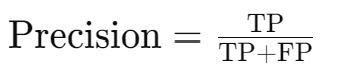 Precision = TP / TP+FP